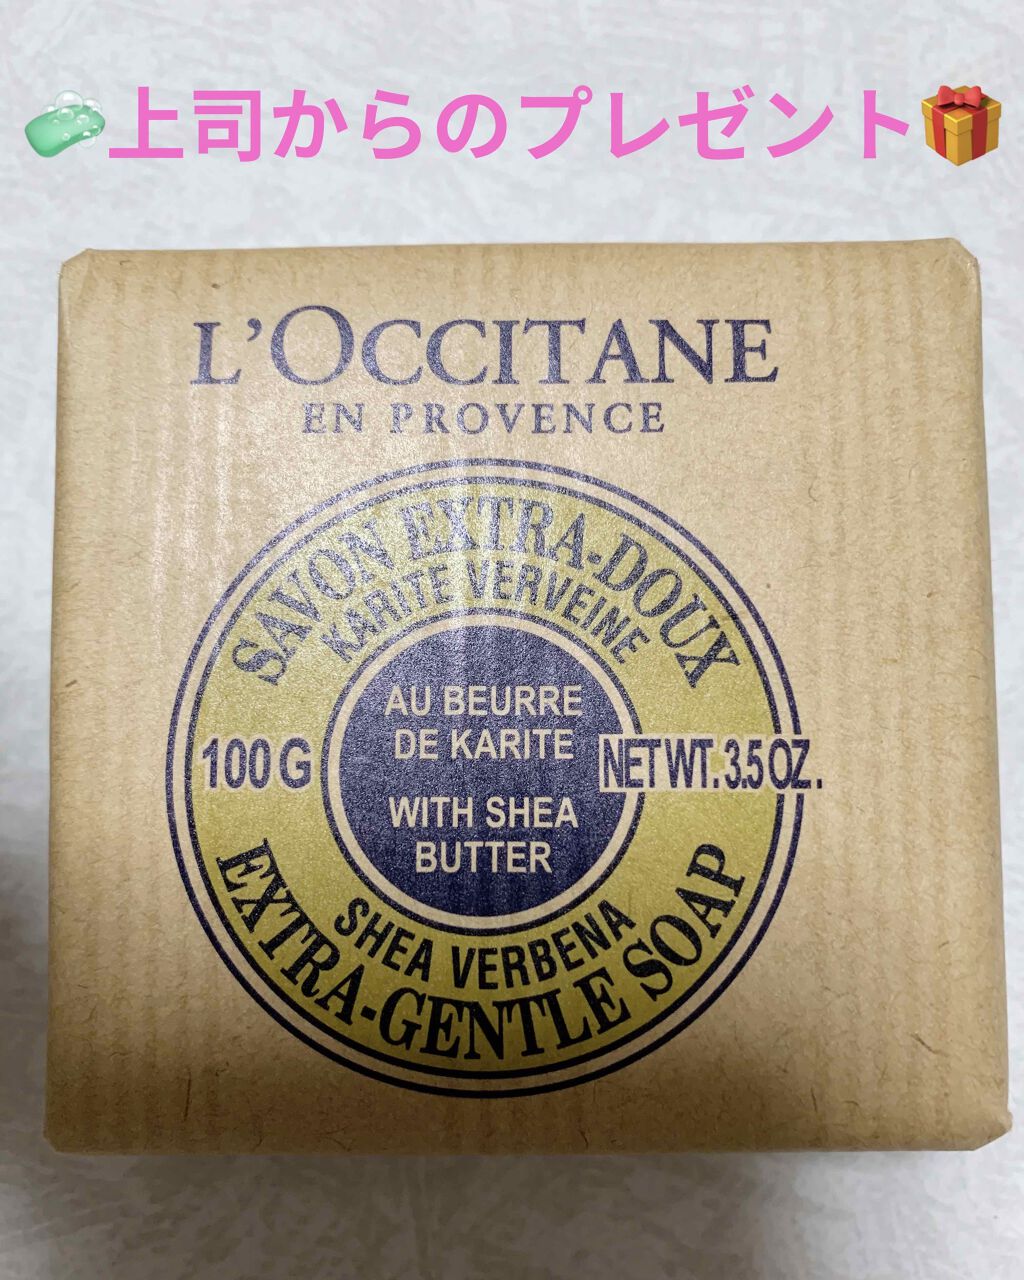 🧼上司からのプレゼント🎁
L'OCCITANE
EN PROVENCE
SAVON EXTRA-DOUX
KARITE VERVEINE
AU BEURRE
DE KARITE
100G
NET WT. 3.5 OZ.
WITH SHEA
BUTTER
SHEA VERBENA
EXTRA-GENTLE SOAP